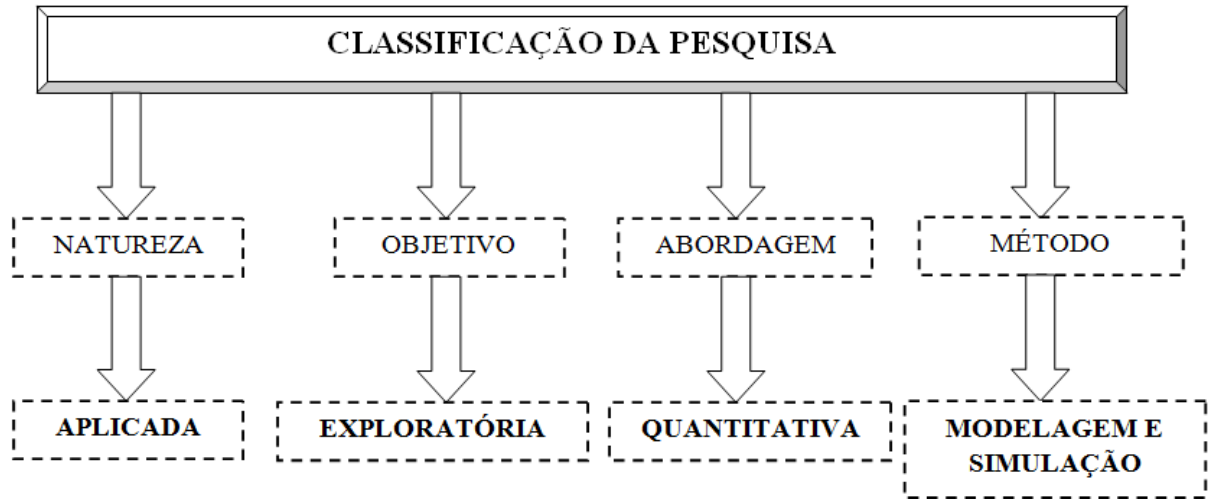 CLASSIFICAÇÃO DA PESQUISA
NATUREZA
OBJETIVO
ABORDAGEM
MÉTODO
APLICADA
EXPLORATÓRIA
QUANTITATIVA
MODELAGEM E
SIMULAÇÃO